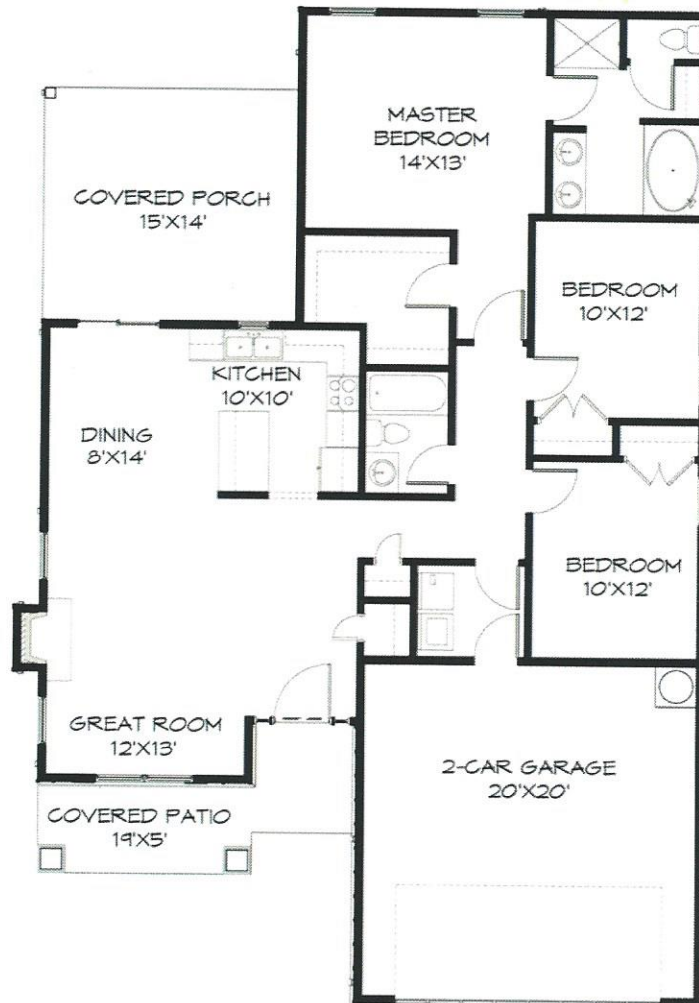 MASTER
BEDROOM
14'X13'
COVERED PORCH
15'X14'
BEDROOM
10'X12'
KITCHEN
10'X10'
DINING
8'X14'
BEDROOM
10'X12'
GREAT ROOM
12'X13'
2-CAR GARAGE
20'X20'
COVERED PATIO
19'X5'